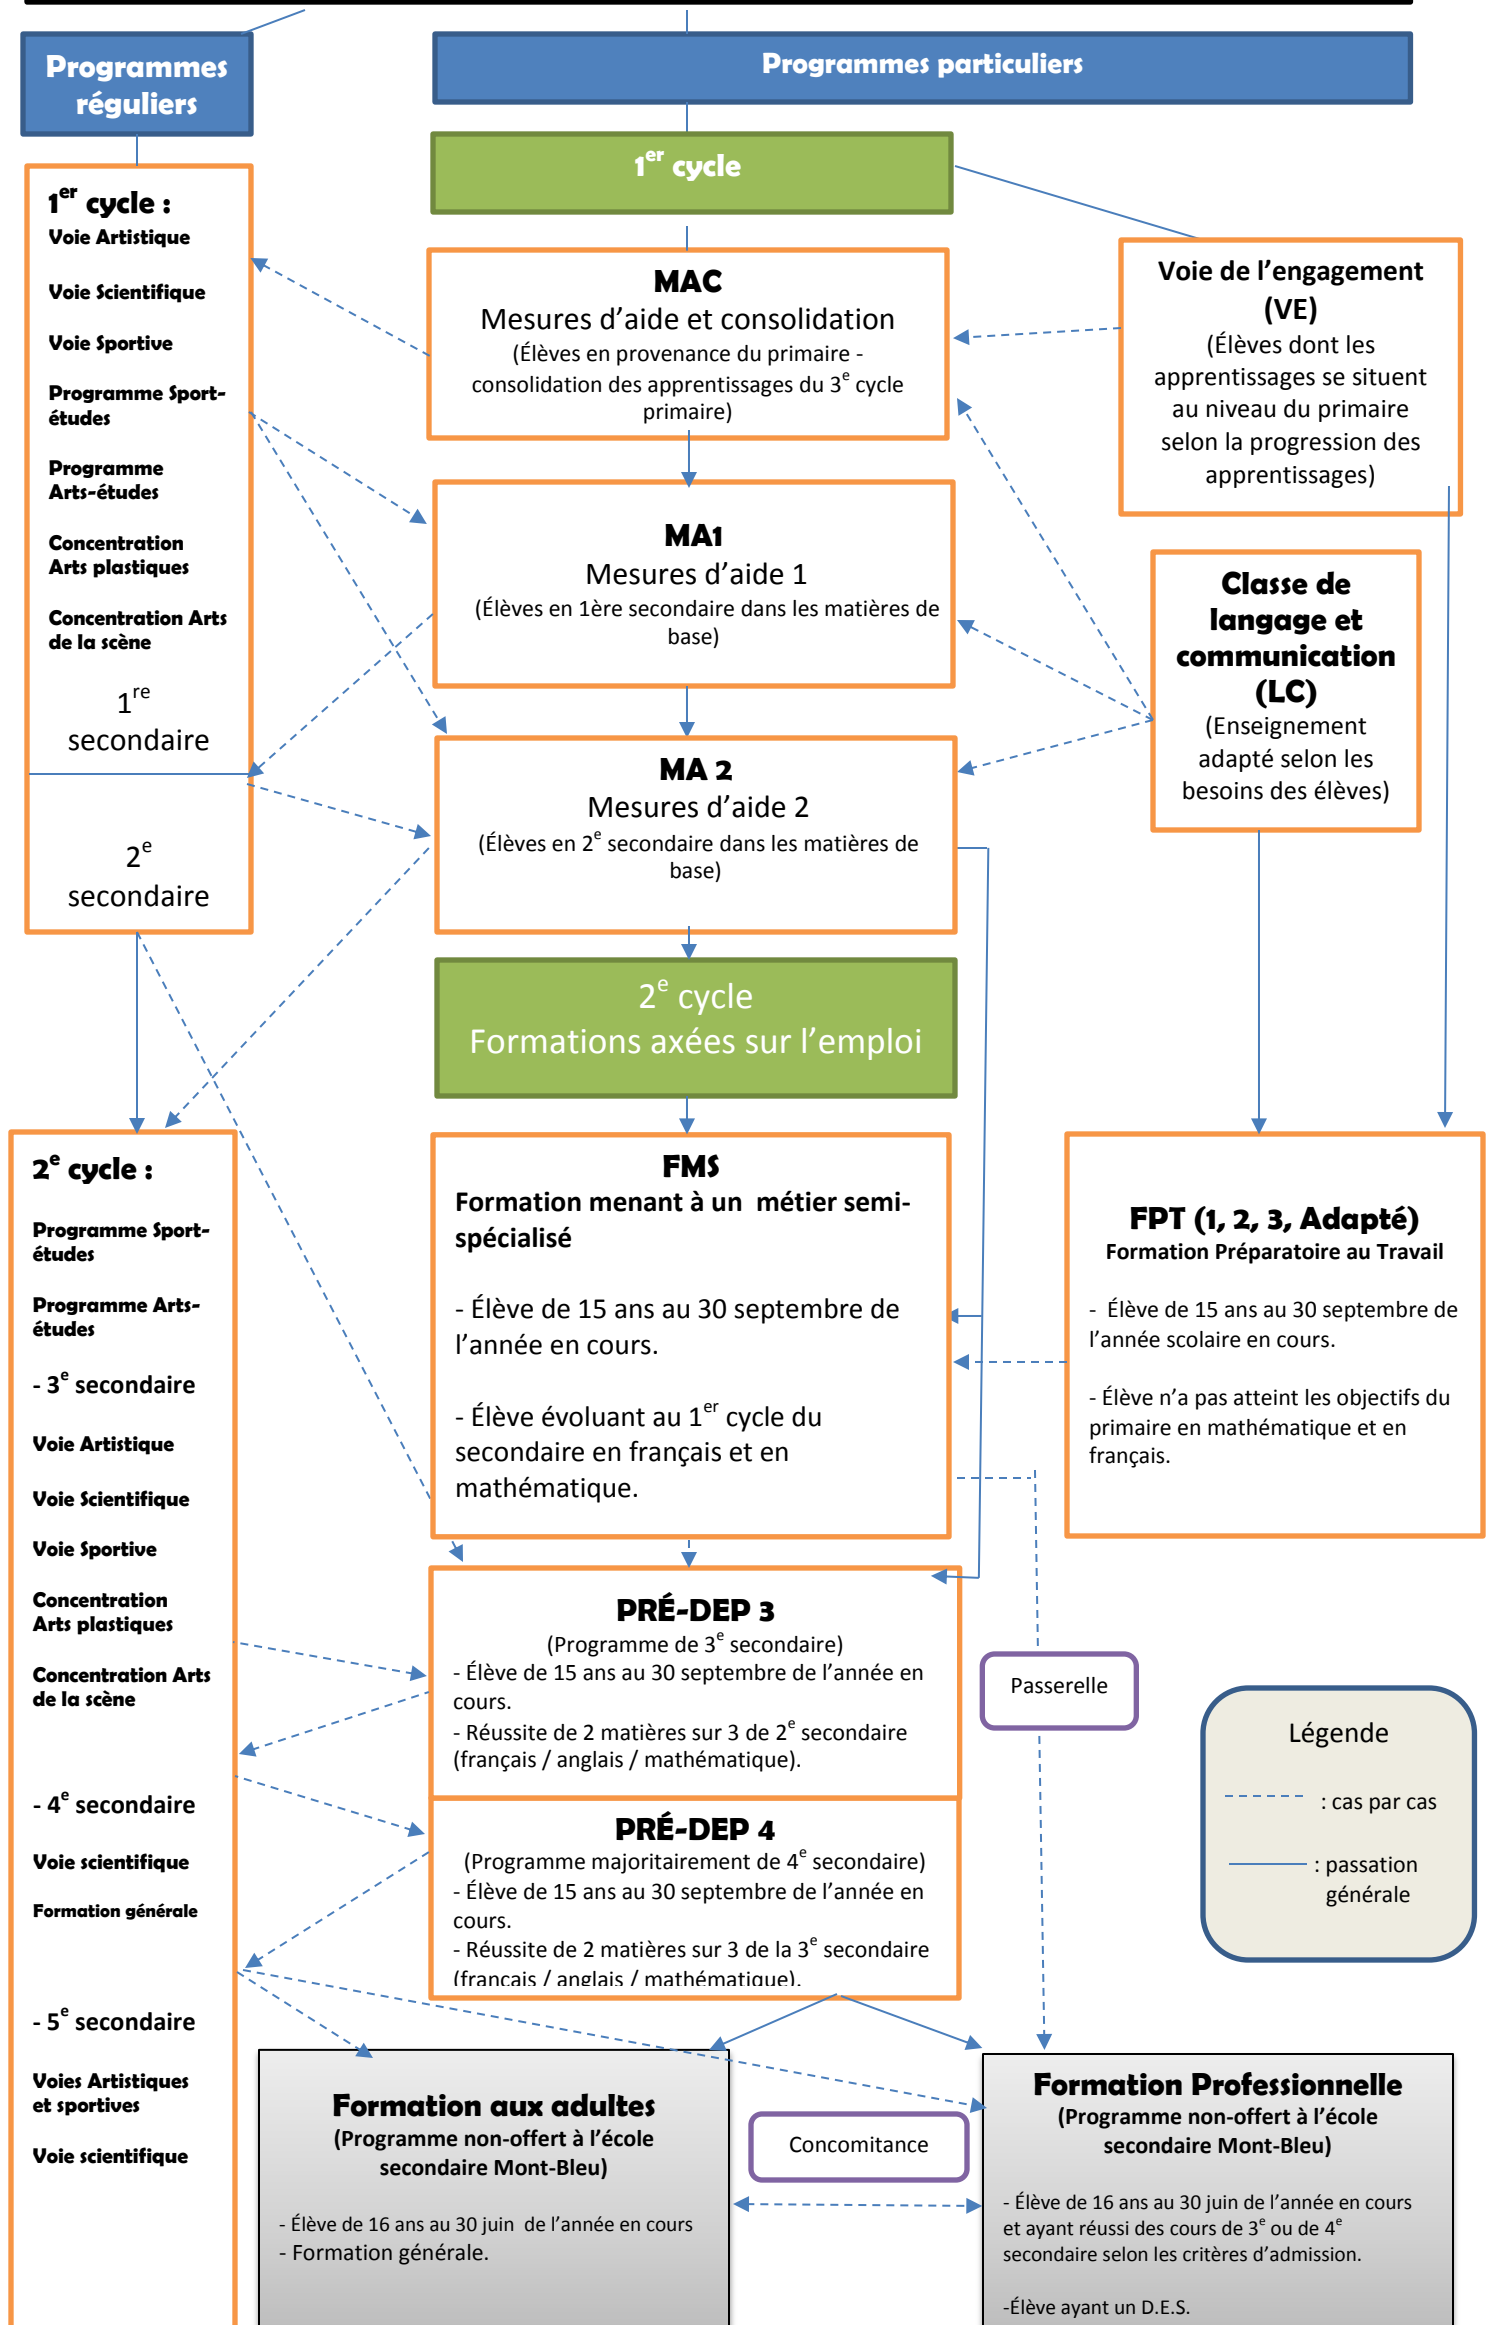 Programmes
réguliers
Programmes particuliers
1er cycle
1er cycle :
Voie Artistique
Voie Scientifique
Voie Sportive
Programme Sport-
études
Programme
Arts-études
Concentration
Arts plastiques
Concentration Arts
de la scène
1re
secondaire
2e
secondaire
MAC
Mesures d'aide et consolidation
(Élèves en provenance du primaire -
consolidation des apprentissages du 3e cycle
primaire)
Voie de l'engagement
(VE)
(Élèves dont les
apprentissages se situent
au niveau du primaire
selon la progression des
apprentissages)
MA1
Mesures d'aide 1
(Élèves en 1ère secondaire dans les matières de
base)
Classe de
langage et
communication
(LC)
(Enseignement
adapté selon les
besoins des élèves)
MA 2
Mesures d'aide 2
(Élèves en 2e secondaire dans les matières de
base)
2e cycle
Formations axées sur l'emploi
2e cycle :
Programme Sport-
études
Programme Arts-
études
- 3e secondaire
Voie Artistique
Voie Scientifique
Voie Sportive
Concentration
Arts plastiques
Concentration Arts
de la scène
- 4e secondaire
Voie scientifique
Formation générale
- 5e secondaire
Voies Artistiques
et sportives
Voie scientifique
FMS
Formation menant à un métier semi-
spécialisé
- Élève de 15 ans au 30 septembre de
l'année en cours.
- Élève évoluant au 1er cycle du
secondaire en français et en
mathématique.
FPT (1, 2, 3, Adapté)
Formation Préparatoire au Travail
- Élève de 15 ans au 30 septembre de
l'année scolaire en cours.
- Élève n'a pas atteint les objectifs du
primaire en mathématique et en
français.
PRÉ-DEP 3
(Programme de 3e secondaire)
- Élève de 15 ans au 30 septembre de l'année en
cours.
- Réussite de 2 matières sur 3 de 2e secondaire
(français / anglais / mathématique).
Passerelle
PRÉ-DEP 4
(Programme majoritairement de 4e secondaire)
- Élève de 15 ans au 30 septembre de l'année en
cours.
- Réussite de 2 matières sur 3 de la 3e secondaire
(français / anglais / mathématique).
Légende
: cas par cas
: passation
générale
Formation aux adultes
(Programme non-offert à l'école
secondaire Mont-Bleu)
- Élève de 16 ans au 30 juin de l'année en cours
- Formation générale.
Concomitance
Formation Professionnelle
(Programme non-offert à l'école
secondaire Mont-Bleu)
- Élève de 16 ans au 30 juin de l'année en cours
et ayant réussi des cours de 3e ou de 4e
secondaire selon les critères d'admission.
-Élève ayant un D.E.S.